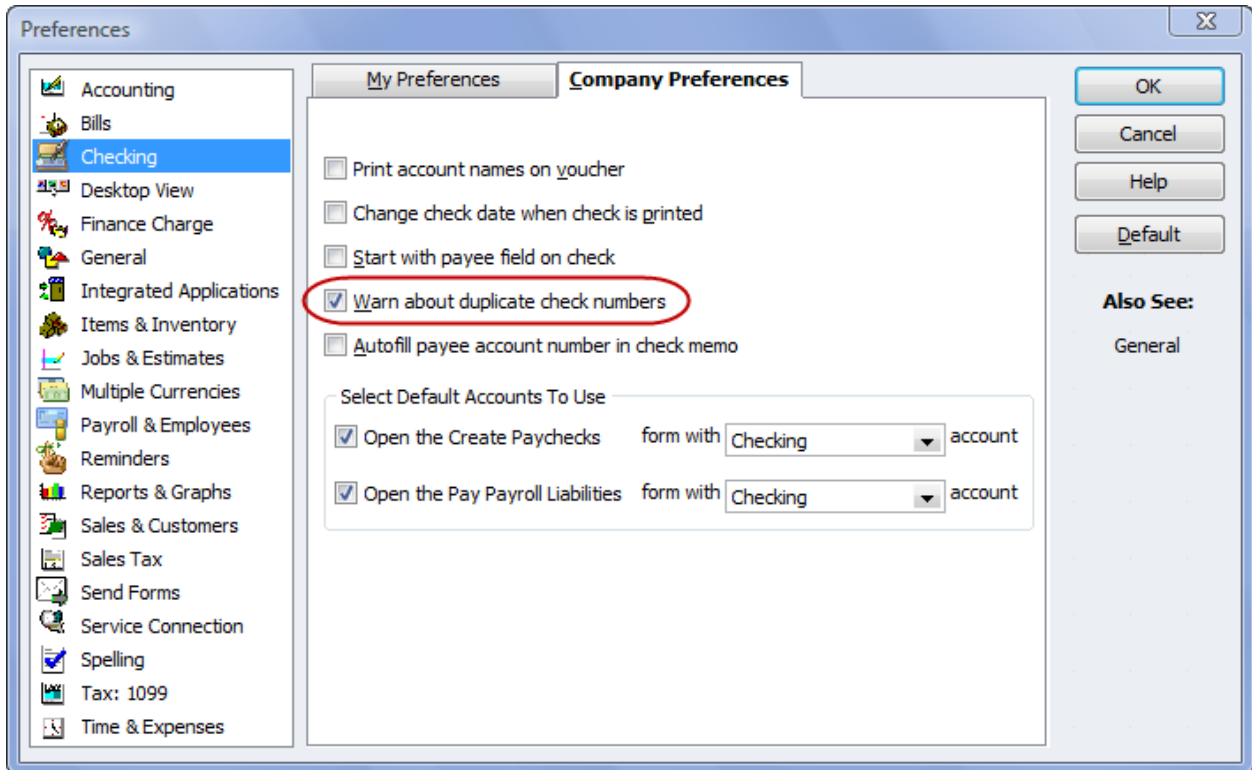 Preferences
Accounting
Bills
Checking
Desktop View
Finance Charge
General
Integrated Applications
Items & Inventory
Jobs & Estimates
Multiple Currencies
Payroll & Employees
Reminders
Reports & Graphs
Sales & Customers
Sales Tax
Send Forms
Service Connection
Spelling
Tax: 1099
Time & Expenses
My Preferences
Company Preferences
Print account names on voucher
Change check date when check is printed
Start with payee field on check
Warn about duplicate check numbers
Autofill payee account number in check memo
Select Default Accounts To Use
Open the Create Paychecks form with Checking account
Open the Pay Payroll Liabilities form with Checking account
OK
Cancel
Help
Default
Also See:
General